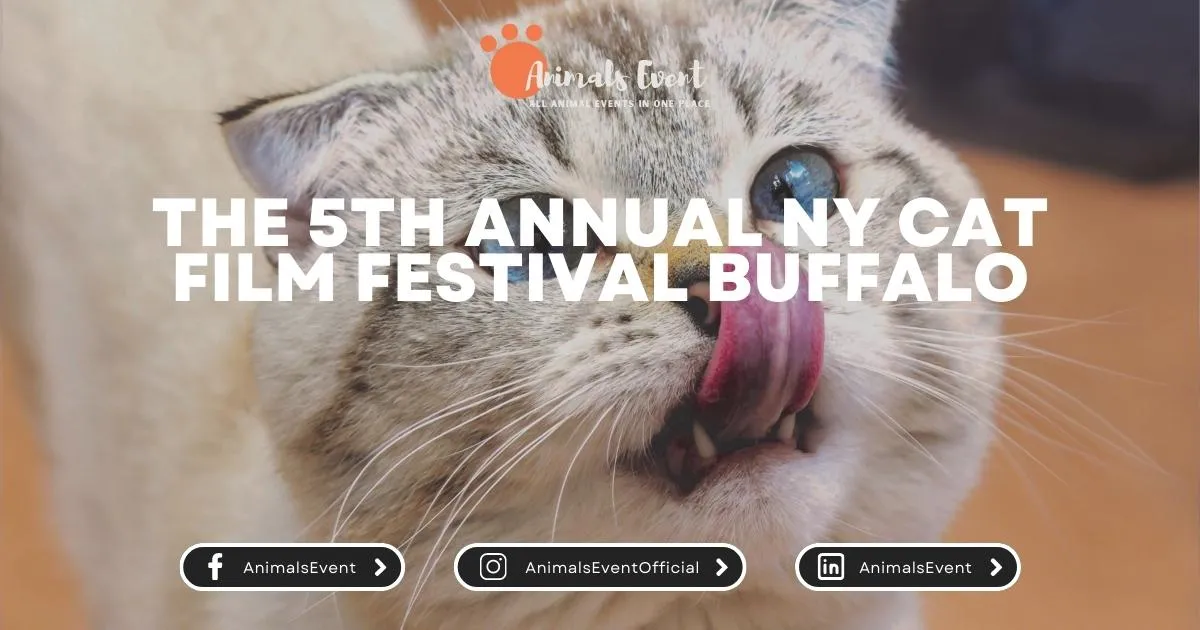 Animals Event
ALL ANIMAL EVENTS IN ONE PLACE
THE 5TH ANNUAL NY CAT
FILM FESTIVAL BUFFALO
AnimalsEvent
AnimalsEventOfficial
AnimalsEvent